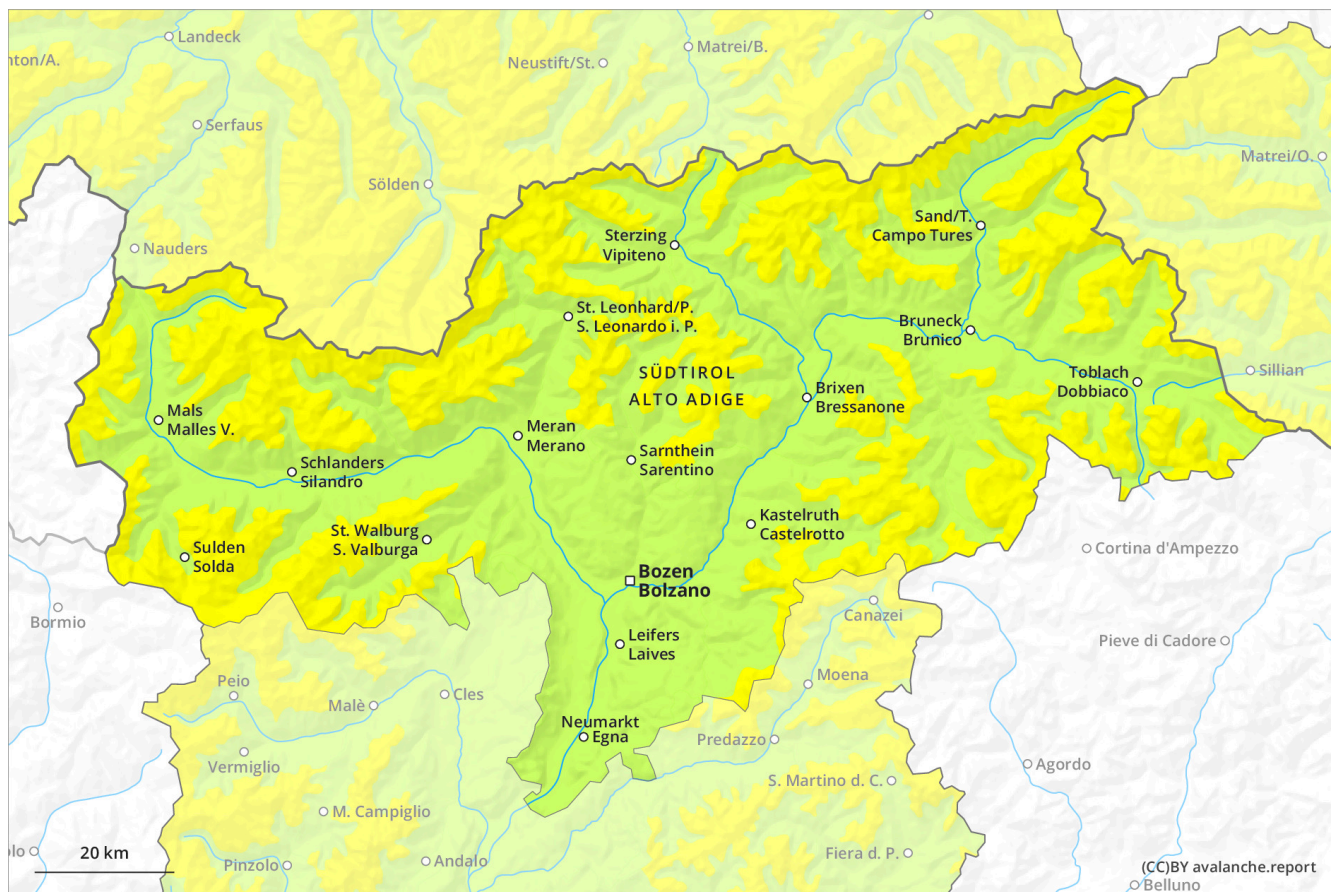 Landeck
nton/A.
Matrei/B.
Neustift/St.
Serfaus
Matrei/O.
Sölden
Sand/T.
Campo Tures
Sterzing
Vipiteno
Nauders
St. Leonhard/P.
S. Leonardo i. P.
Bruneck
Brunico
SÜDTIROL
ALTO ADIGE
Toblach
Dobbiaco
Sillian
Brixen
Bressanone
Mals
Malles V.
Meran
Merano
Sarnthein
Sarentino
Schlanders
Silandro
Kastelruth
Castelrotto
St. Walburg
S. Valburga
Sulden
Solda
Cortina d'Ampezzo
Bozen
Bolzano
Bormio
Canazei
Leifers
Laives
Pieve di Cadore
Moena
Peio
Malè
Cles
Neumarkt
Egna
Predazzo
Vermiglio
Agordo
S. Martino d. C.
M. Campiglio
olo
20 km
Pinzolo
Andalo
Fiera d. P.
(CC)BY avalanche.report
Belluno